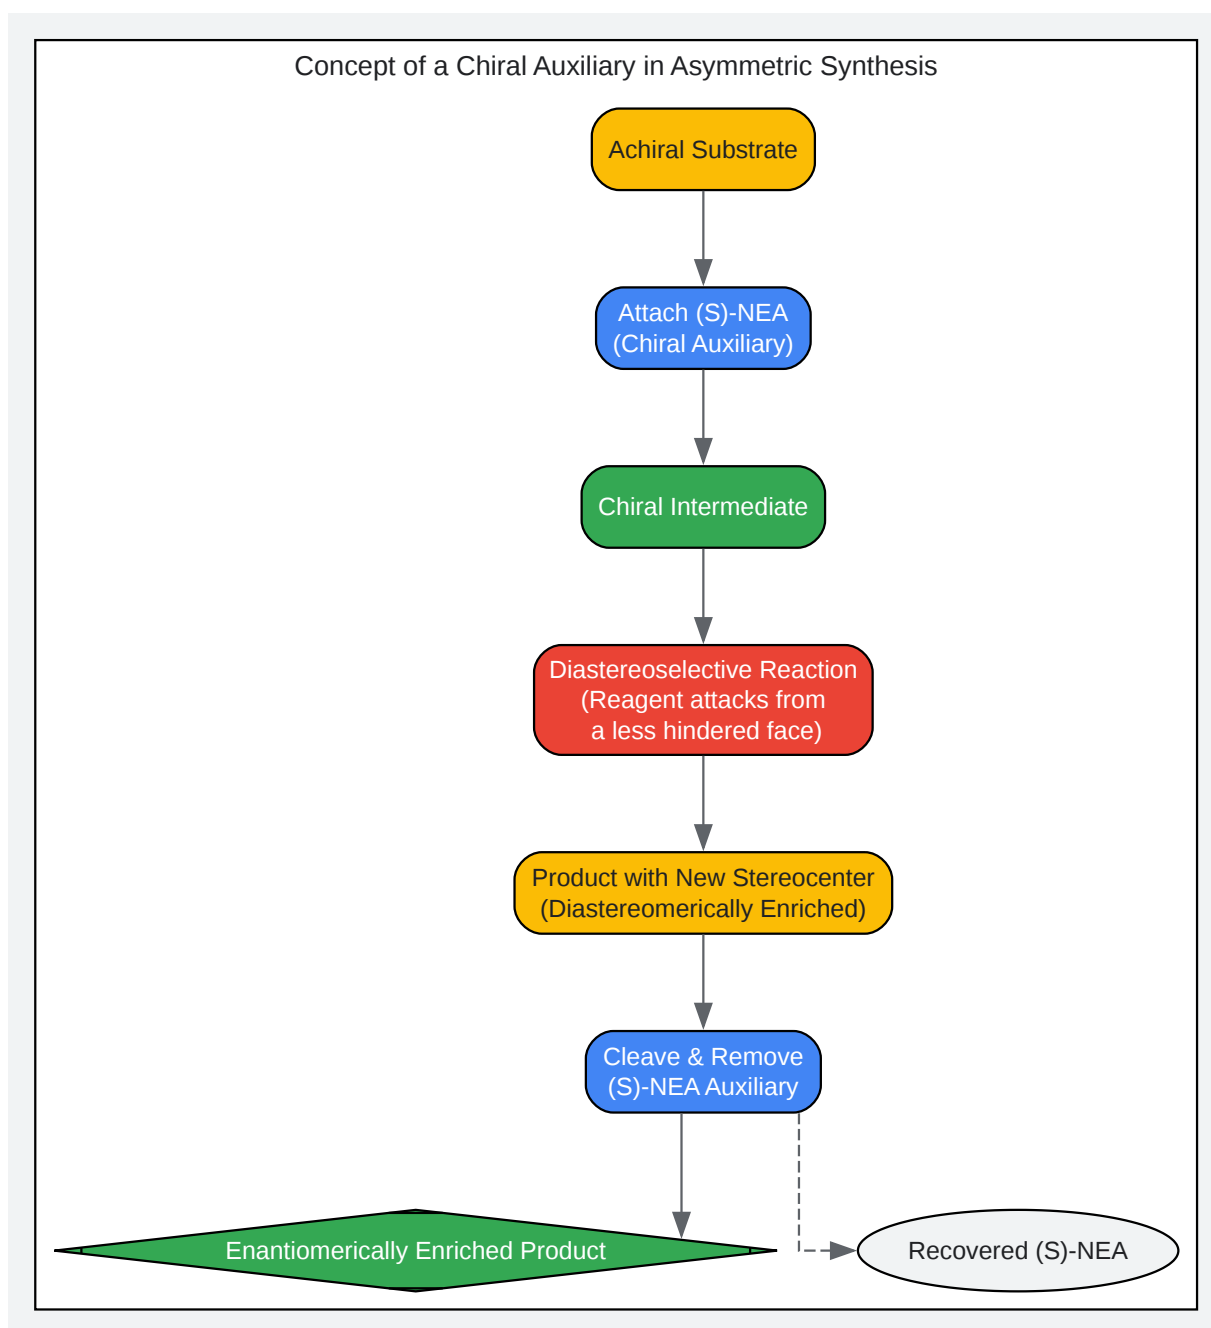 Concept of a Chiral Auxiliary in Asymmetric Synthesis
Achiral Substrate
Attach (S)-NEA
(Chiral Auxiliary)
Chiral Intermediate
Diastereoselective Reaction
(Reagent attacks from
a less hindered face)
Product with New Stereocenter
(Diastereomerically Enriched)
Cleave & Remove
(S)-NEA Auxiliary
Enantiomerically Enriched Product
Recovered (S)-NEA